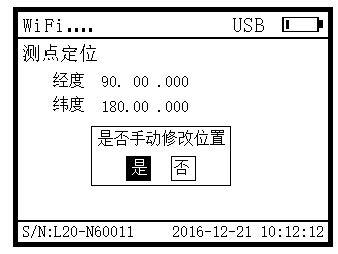 WiFi.... USB
测点定位
经度 90. 00 .000
纬度 180.00 .000
是否手动修改位置
是 否
S/N:L20-N60011 2016-12-21 10:12:12